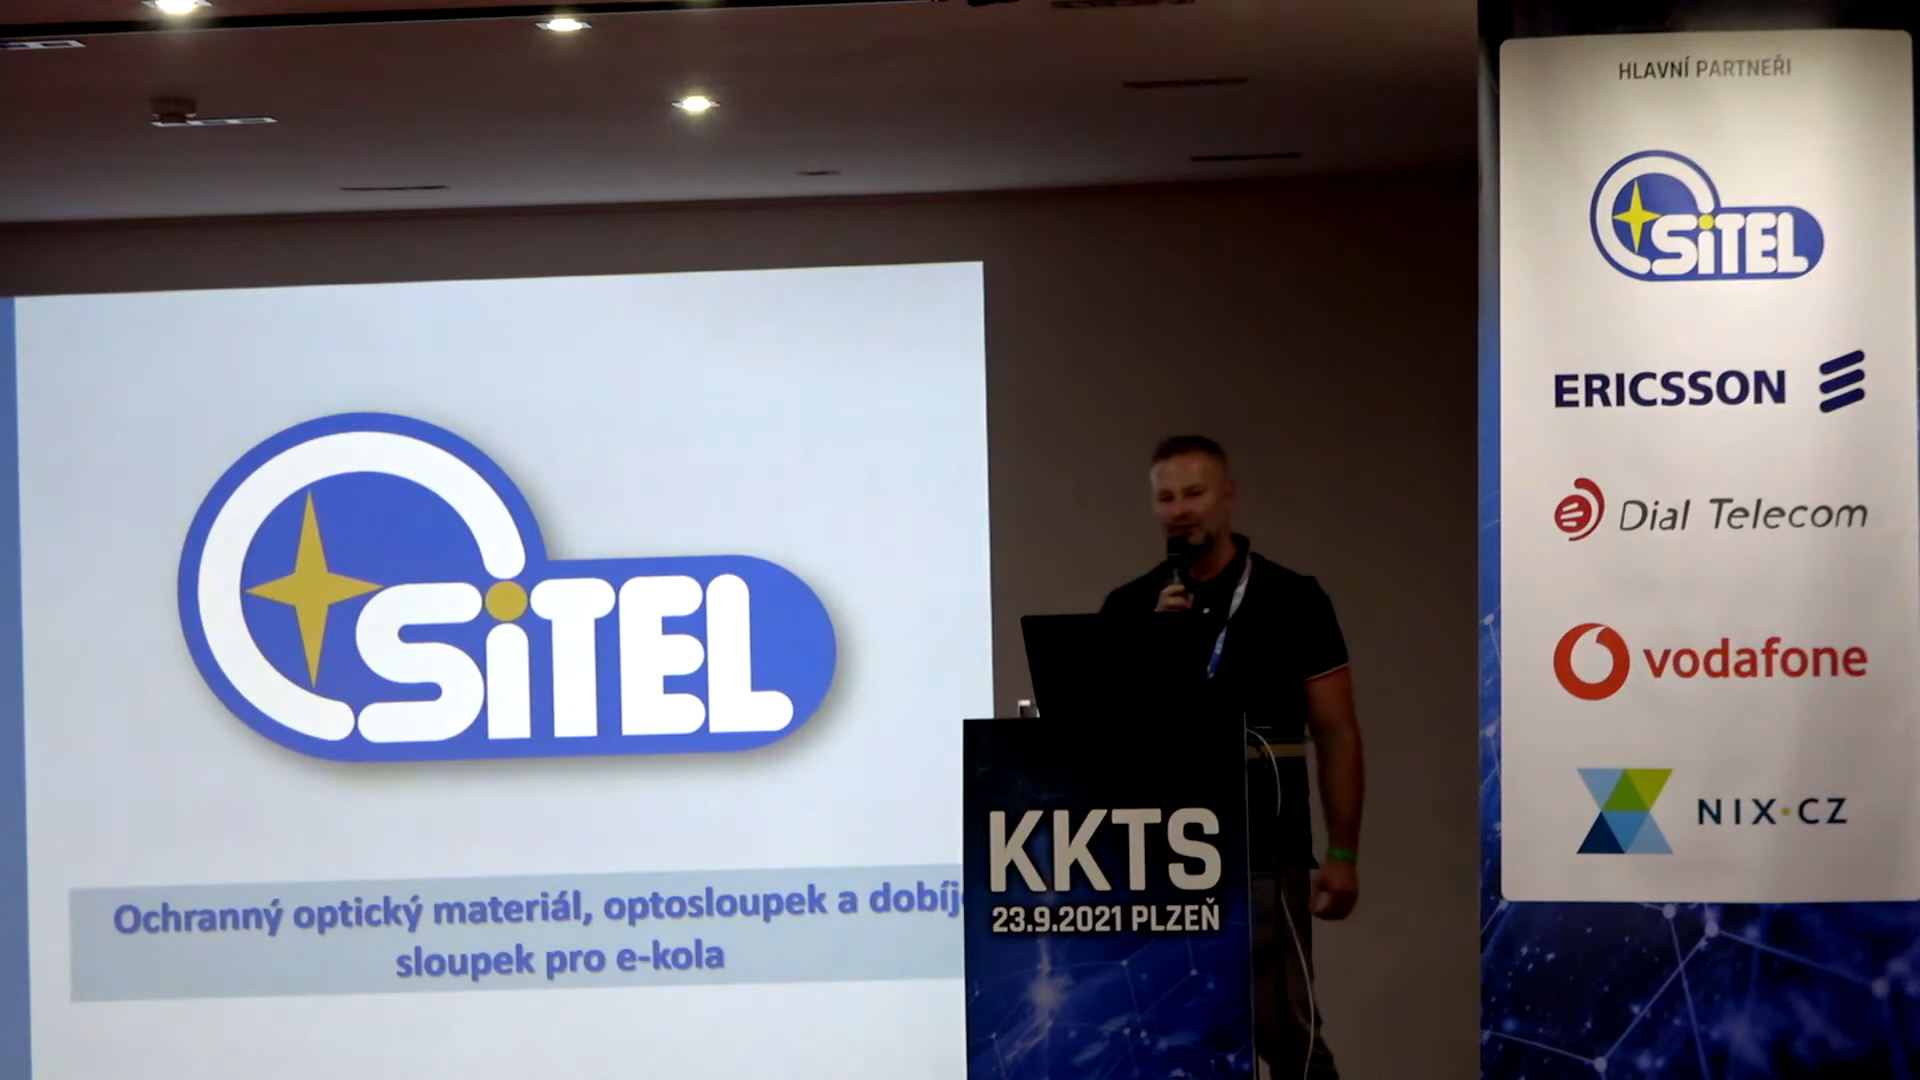 SiTEL
Ochranný optický materiál, optosloupek a
sloupek pro e-kola
KKTS
23.9.2021 PLZEŇ
HLAVNÍ PARTNEŘI
SiTEL
ERICSSON
Dial Telecom
vodafone
NIX.CZ